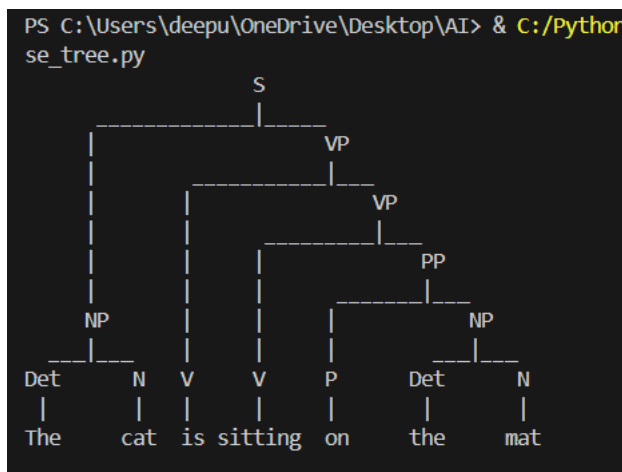 PS C:\Users\deepu\OneDrive\Desktop\AI> & C:/Python
se_tree.py
S
VP
VP
PP
NP NP
Det N V V P Det N
The cat is sitting on the mat